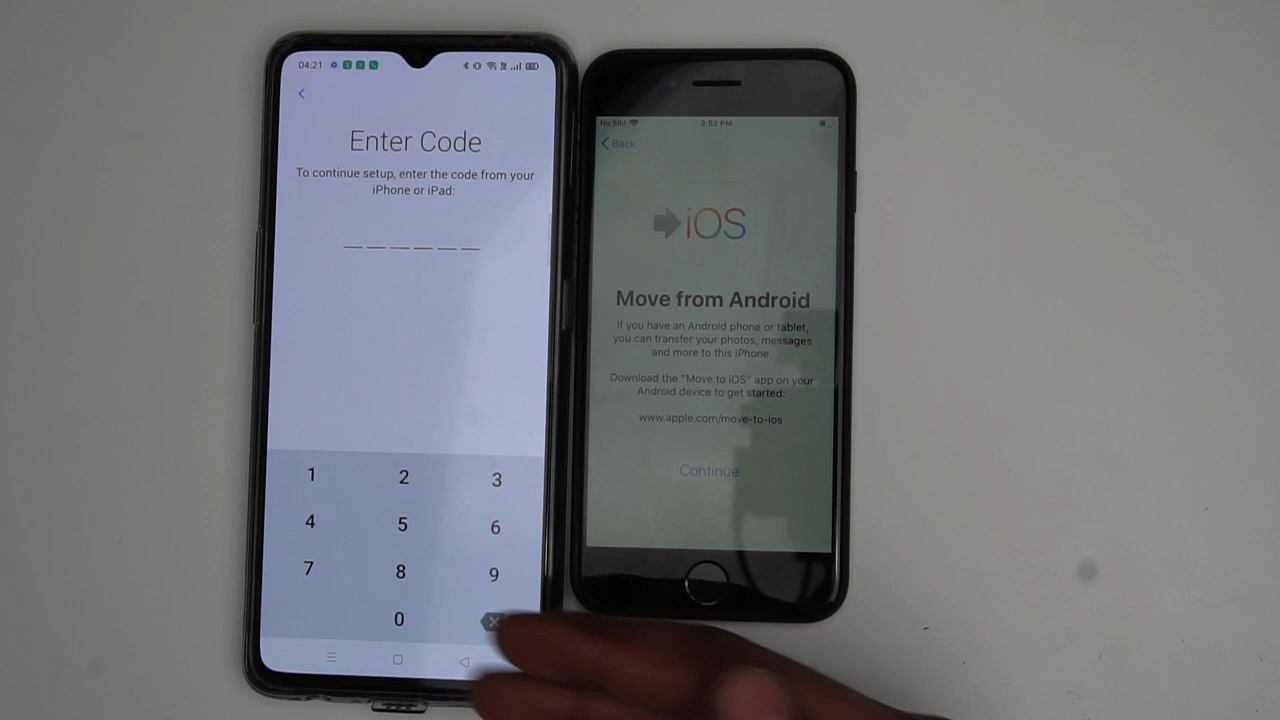 04:21
Enter Code
To continue setup, enter the code from your
iPhone or iPad:
1 2 3
4 5 6
7 8 9
0
No SIM 3:52 PM
Back
iOS
Move from Android
If you have an Android phone or tablet,
you can transfer your photos, messages
and more to this iPhone.
Download the "Move to iOS" app on your
Android device to get started:
www.apple.com/move-to-ios
Continue